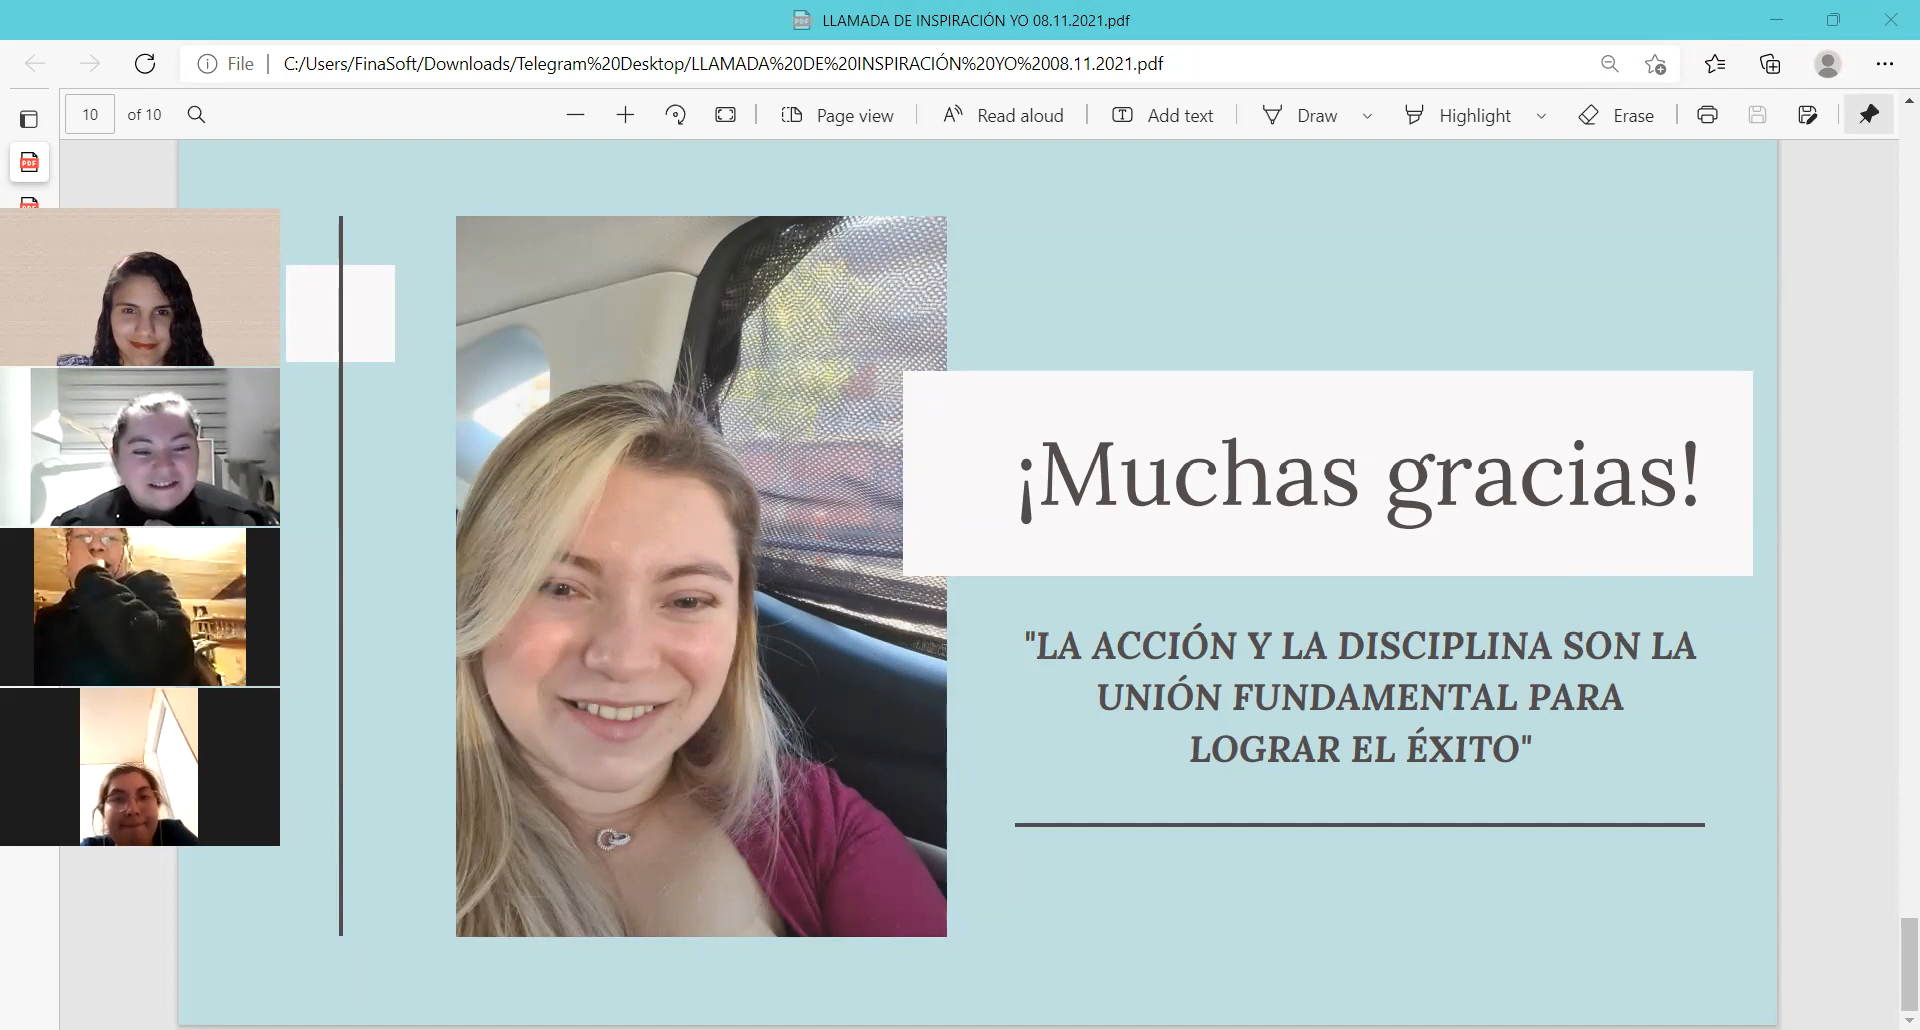 LLAMADA DE INSPIRACIÓN YO 08.11.2021.pdf
File C:/Users/FinaSoft/Downloads/Telegram%20Desktop/LLAMADA%20DE%20INSPIRACIÓN%20YO%2008.11.2021.pdf
10 of 10 Page view Read aloud Add text Draw Highlight Erase
PDF
¡Muchas gracias!
"LA ACCIÓN Y LA DISCIPLINA SON LA
UNIÓN FUNDAMENTAL PARA
LOGRAR EL ÉXITO"